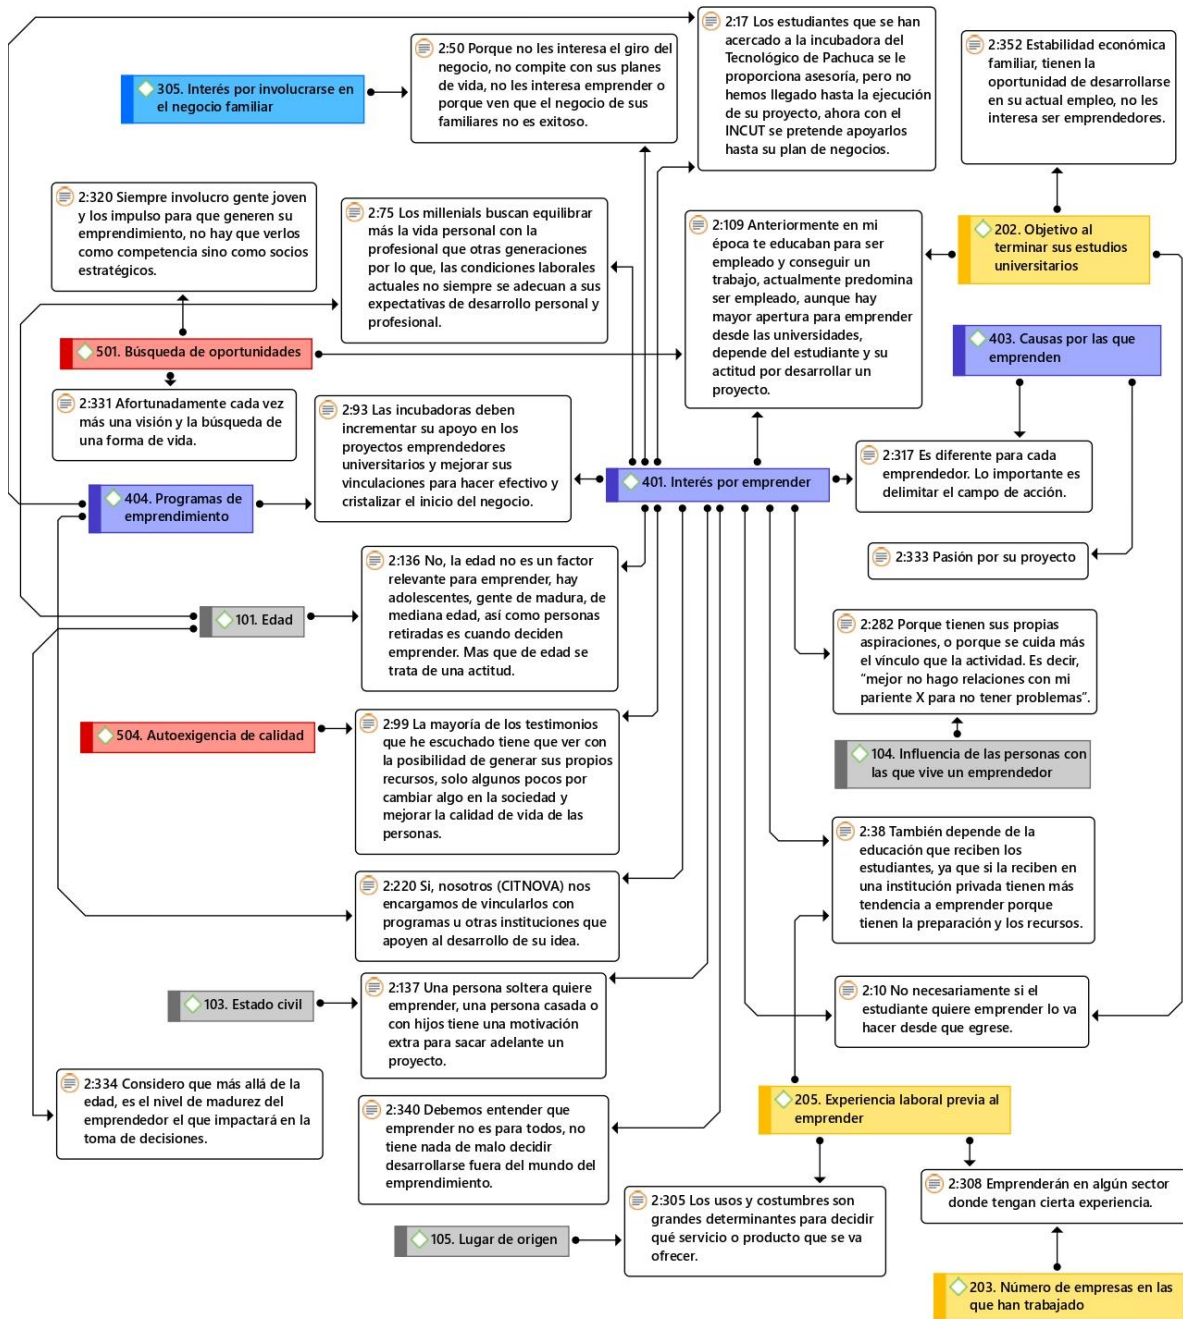 2:17 Los estudiantes que se han
acercado a la incubadora del
Tecnológico de Pachuca se le
proporciona asesoría, pero no
hemos llegado hasta la ejecución
de su proyecto, ahora con el
INCUT se pretende apoyarlos
hasta su plan de negocios.
2:50 Porque no les interesa el giro del
negocio, no compite con sus planes
de vida, no les interesa emprender o
porque ven que el negocio de sus
familiares no es exitoso.
2:352 Estabilidad económica
familiar, tienen la
oportunidad de desarrollarse
en su actual empleo, no les
interesa ser emprendedores.
305. Interés por involucrarse en
el negocio familiar
2:320 Siempre involucro gente joven
y los impulso para que generen su
emprendimiento, no hay que verlos
como competencia sino como socios
estratégicos.
2:75 Los millenials buscan equilibrar
más la vida personal con la
profesional que otras generaciones
por lo que, las condiciones laborales
actuales no siempre se adecuan a sus
expectativas de desarrollo personal y
profesional.
2:109 Anteriormente en mi
época te educaban para ser
empleado y conseguir un
trabajo, actualmente predomina
ser empleado, aunque hay
mayor apertura para emprender
desde las universidades,
depende del estudiante y su
actitud por desarrollar un
proyecto.
202. Objetivo al
terminar sus estudios
universitarios
501. Búsqueda de oportunidades
403. Causas por las que
emprenden
2:331 Afortunadamente cada vez
más una visión y la búsqueda de
una forma de vida.
2:93 Las incubadoras deben
incrementar su apoyo en los
proyectos emprendedores
universitarios y mejorar sus
vinculaciones para hacer efectivo y
cristalizar el inicio del negocio.
2:317 Es diferente para cada
emprendedor. Lo importante es
delimitar el campo de acción.
404. Programas de
emprendimiento
401. Interés por emprender
2:333 Pasión por su proyecto
2:136 No, la edad no es un factor
relevante para emprender, hay
adolescentes, gente de madura, de
mediana edad, así como personas
retiradas es cuando deciden
emprender. Mas que de edad se
trata de una actitud.
101. Edad
2:282 Porque tienen sus propias
aspiraciones, o porque se cuida más
el vínculo que la actividad. Es decir,
“mejor no hago relaciones con mi
pariente X para no tener problemas”.
504. Autoexigencia de calidad
2:99 La mayoría de los testimonios
que he escuchado tiene que ver con
la posibilidad de generar sus propios
recursos, solo algunos pocos por
cambiar algo en la sociedad y
mejorar la calidad de vida de las
personas.
104. Influencia de las personas con
las que vive un emprendedor
2:38 También depende de la
educación que reciben los
estudiantes, ya que si la reciben en
una institución privada tienen más
tendencia a emprender porque
tienen la preparación y los recursos.
2:220 Si, nosotros (CITNOVA) nos
encargamos de vincularlos con
programas u otras instituciones que
apoyen al desarrollo de su idea.
103. Estado civil
2:137 Una persona soltera quiere
emprender, una persona casada o
con hijos tiene una motivación
extra para sacar adelante un
proyecto.
2:10 No necesariamente si el
estudiante quiere emprender lo va
hacer desde que egrese.
2:334 Considero que más allá de la
edad, es el nivel de madurez del
emprendedor el que impactará en la
toma de decisiones.
2:340 Debemos entender que
emprender no es para todos, no
tiene nada de malo decidir
desarrollarse fuera del mundo del
emprendimiento.
205. Experiencia laboral previa al
emprender
2:308 Emprenderán en algún sector
donde tengan cierta experiencia.
2:305 Los usos y costumbres son
grandes determinantes para decidir
qué servicio o producto que se va
ofrecer.
105. Lugar de origen
203. Número de empresas en las
que han trabajado